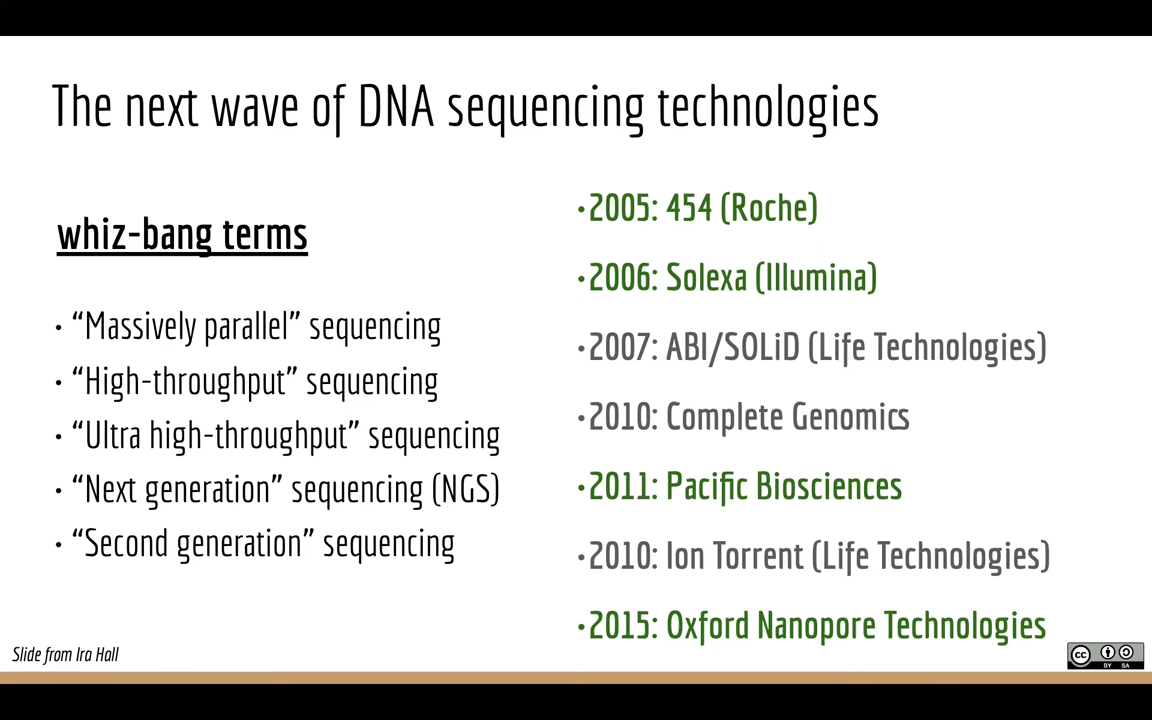 The next wave of DNA sequencing technologies
whiz-bang terms
• “Massively parallel” sequencing
• “High-throughput” sequencing
• “Ultra high-throughput” sequencing
• “Next generation” sequencing (NGS)
• “Second generation” sequencing
•2005: 454 (Roche)
•2006: Solexa (Illumina)
•2007: ABI/SOLiD (Life Technologies)
•2010: Complete Genomics
•2011: Pacific Biosciences
•2010: Ion Torrent (Life Technologies)
•2015: Oxford Nanopore Technologies
Slide from Ira Hall
cc BY SA